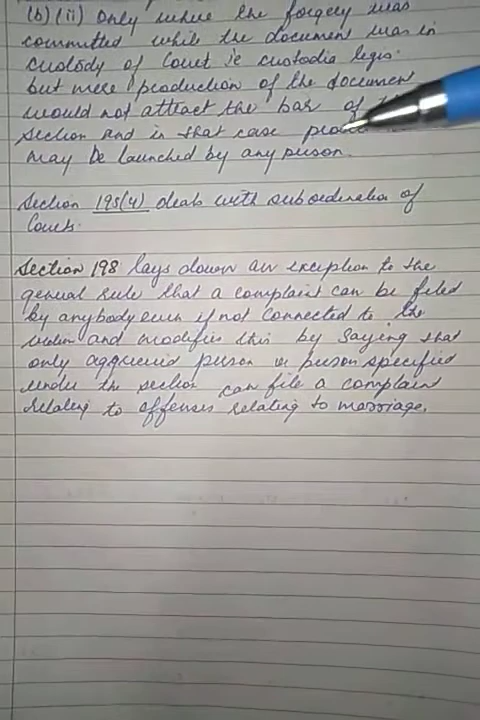 (b)(ii) only where the forgery was
committed while the document was in
custody of Court ie custodia legis.
but mere production of the document
would not attract the bar of
section and in that case
may be launched by any person.
Section 195(4) deals with subordination of
Courts.
Section 198 lays down an exception to the
general rule that a complaint can be filed
by anybody even if not connected to the
and modifies this by saying that
only aggrieved person or person specified
under the section can file a complaint
relating to offenses relating to marriage.